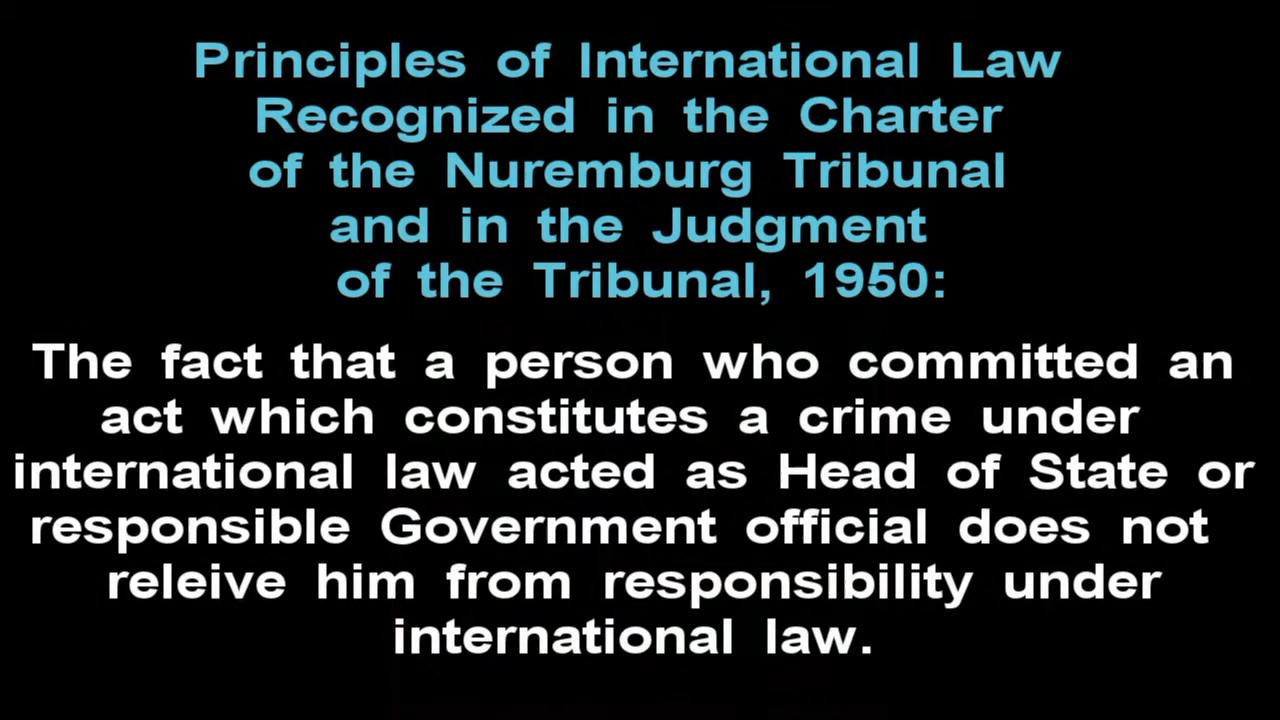 Principles of International Law
Recognized in the Charter
of the Nuremburg Tribunal
and in the Judgment
of the Tribunal, 1950:
The fact that a person who committed an
act which constitutes a crime under
international law acted as Head of State or
responsible Government official does not
releive him from responsibility under
international law.